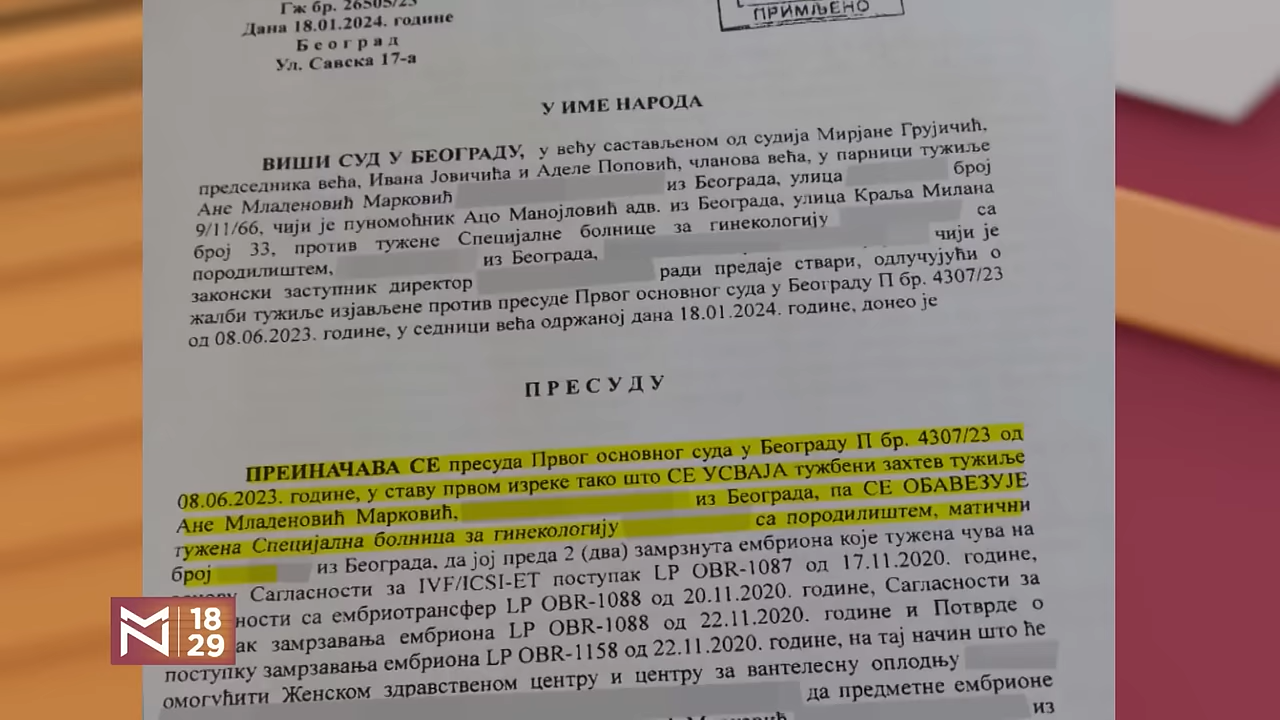 Гж бр. 26505/23
Дана 18.01.2024. године
Београд
Ул. Савска 17-а
ПРИМЉЕНО
У ИМЕ НАРОДА
ВИШИ СУД У БЕОГРАДУ, у већу састављеном од судија Мирјане Грујичић,
председника већа, Ивана Јовичића и Аделе Поповић, чланова већа, у парници тужиље
Ане Младеновић Марковић из Београда, улица број
9/11/66, чији је пуномоћник Ацо Манојловић адв. из Београда, улица Краља Милана
број 33, против тужене Специјалне болнице за гинекологију са
породилиштем, из Београда, чији је
законски заступник директор ради предаје ствари, одлучујући о
жалби тужиље изјављене против пресуде Првог основног суда у Београду П бр. 4307/23
од 08.06.2023. године, у седници већа одржаној дана 18.01.2024. године, донео је
ПРЕСУДУ
ПРЕИНАЧАВА СЕ пресуда Првог основног суда у Београду П бр. 4307/23 од
08.06.2023. године, у ставу првом изреке тако што СЕ УСВАЈА тужбени захтев тужиље
Ане Младеновић Марковић, из Београда, па СЕ ОБАВЕЗУЈЕ
тужена Специјална болница за гинекологију са породилиштем, матични
број из Београда, да јој преда 2 (два) замрзнута ембриона које тужена чува на
Сагласности за IVF/ICSI-ET поступак LP OBR-1087 од 17.11.2020. године,
ности са ембриотрансфер LP OBR-1088 од 20.11.2020. године, Сагласности за
ак замрзавања ембриона LP OBR-1088 од 22.11.2020. године и Потврде о
поступку замрзавања ембриона LP OBR-1158 од 22.11.2020. године, на тај начин што ће
омогућити Женском здравственом центру и центру за вантелесну оплодњу
да предметне ембрионе
из
M 18
29